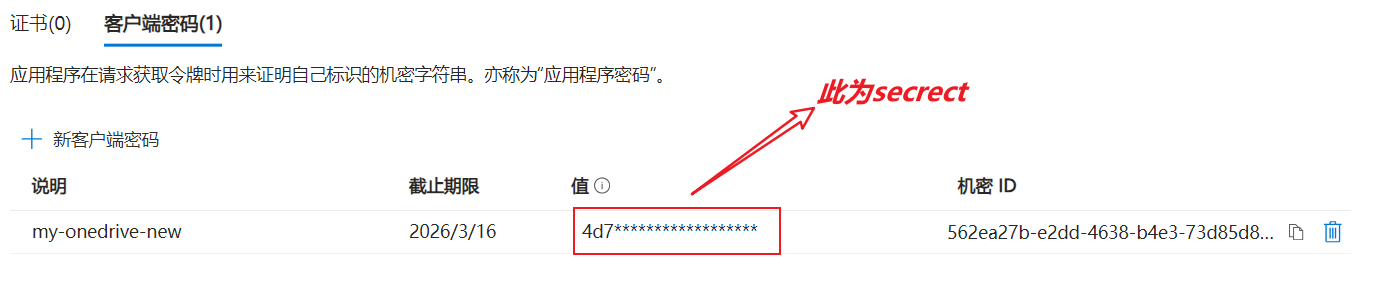 证书(0) 客户端密码(1)
应用程序在请求获取令牌时用来证明自己标识的机密字符串。亦称为“应用程序密码”。
此为secrect
新客户端密码
说明 截止期限 值 机密 ID
my-onedrive-new 2026/3/16 4d7****************** 562ea27b-e2dd-4638-b4e3-73d85d8...